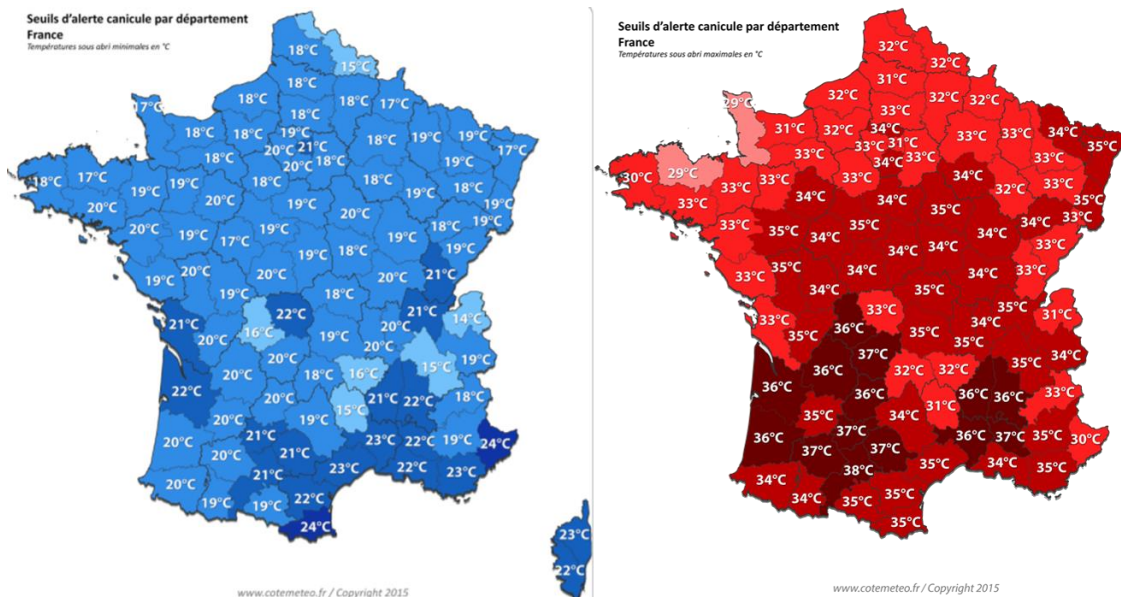 Seuils d'alerte canicule par département
France
Températures sous abri minimales en °C
18°C
15°C
18°C
17°C 18°C 17°C
18°C
18°C 18°C 19°C 18°C 19°C 19°C
20°C 21°C 17°C
18°C 20°C 18°C 19°C
18°C 17°C 19°C 19°C 18°C 19°C 18°C
20°C 20°C 19°C 20°C 19°C
20°C 19°C 18°C 19°C
19°C 17°C 19°C 18°C 19°C 19°C
19°C 20°C 20°C 20°C 21°C
19°C 18°C
21°C 22°C 20°C 21°C 14°C
20°C 16°C 19°C 20°C
20°C 19°C
20°C 18°C 16°C 15°C
22°C 20°C 21°C 22°C 18°C
20°C 19°C 15°C
20°C 21°C 23°C 22°C 19°C 24°C
20°C 21°C
21°C 23°C 22°C 23°C
20°C 19°C 19°C 22°C
24°C
23°C
22°C
www.cotemeteo.fr / Copyright 2015
Seuils d'alerte canicule par département
France
Températures sous abri maximales en °C
32°C
32°C
31°C
29°C 32°C 32°C 32°C
33°C
31°C 32°C 34°C 33°C 33°C 34°C
33°C 31°C 35°C
33°C 34°C 33°C 33°C
30°C 29°C 33°C 33°C 33°C 34°C 32°C 33°C
33°C 34°C 34°C 35°C 35°C
33°C 35°C 34°C 33°C
35°C 34°C 34°C 34°C 33°C
33°C 35°C 34°C 34°C 33°C
34°C 35°C
33°C 33°C 34°C 35°C 31°C
35°C 36°C 35°C 35°C
37°C 35°C 34°C
36°C 32°C 32°C
36°C 36°C 36°C 36°C 33°C
35°C 34°C 31°C
36°C 37°C 36°C 37°C 35°C 30°C
37°C 37°C
38°C 35°C 34°C 35°C
34°C 34°C 35°C 35°C
35°C
www.cotemeteo.fr / Copyright 2015